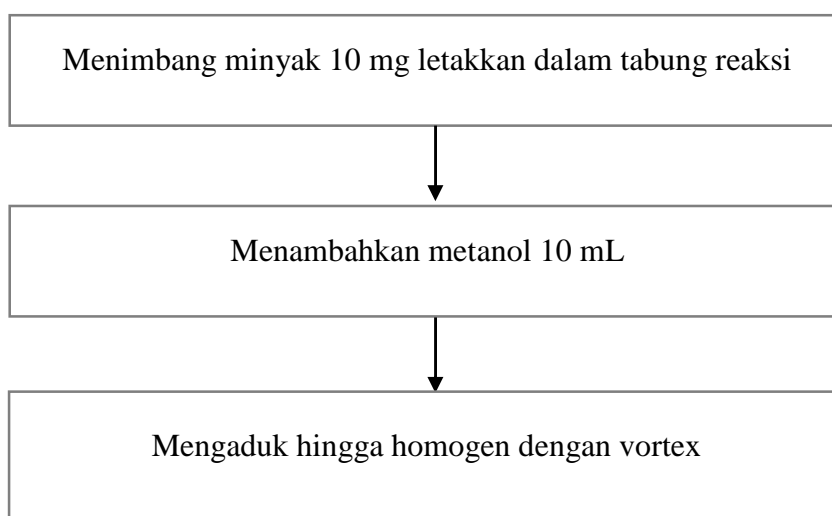 Menimbang minyak 10 mg letakkan dalam tabung reaksi
Menambahkan metanol 10 mL
Mengaduk hingga homogen dengan vortex